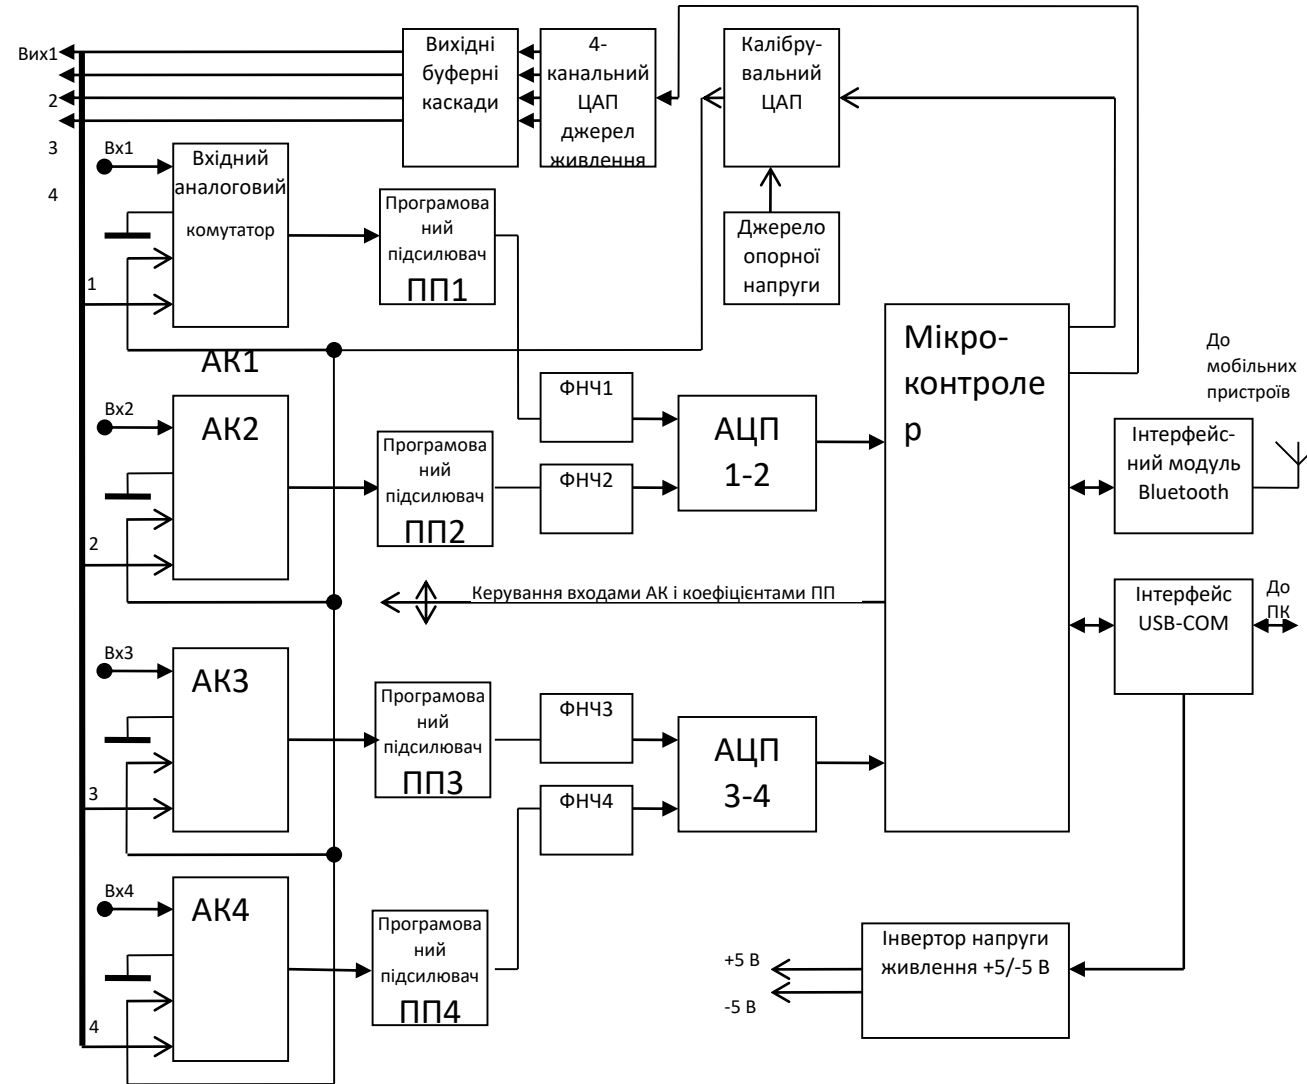 Вих1
2
3
4
Вихідні
буферні
каскади
4-
канальний
ЦАП
джерел
живлення
Калібру-
вальний
ЦАП
Джерело
опорної
напруги
Вх1
Вхідний
аналоговий
комутатор
1
АК1
Програмова
ний
підсилювач
ПП1
Мікро-
контроле
р
До
мобільних
пристроїв
ФНЧ1
АЦП
1-2
Вх2
АК2
2
Програмова
ний
підсилювач
ПП2
ФНЧ2
Інтерфейс-
ний модуль
Bluetooth
Керування входами АК і коефіцієнтами ПП
Інтерфейс
USB-COM
До
ПК
Вх3
АК3
3
Програмова
ний
підсилювач
ПП3
ФНЧ3
АЦП
3-4
ФНЧ4
Вх4
АК4
4
Програмова
ний
підсилювач
ПП4
+5 В
-5 В
Інвертор напруги
живлення +5/-5 В